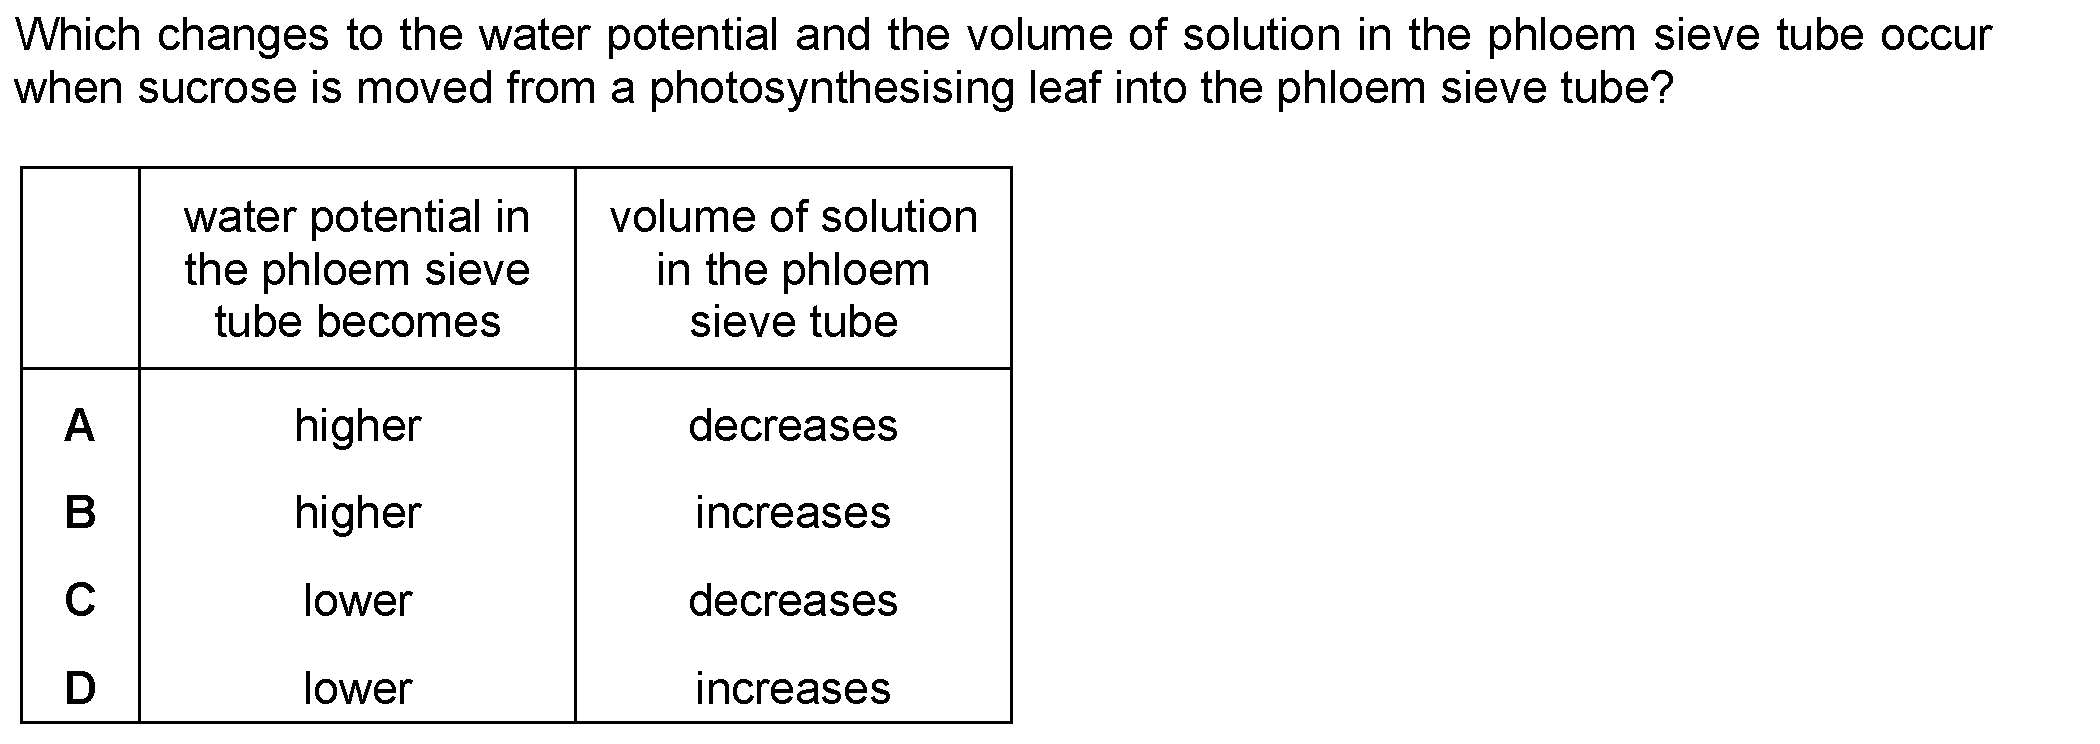 Which changes to the water potential and the volume of solution in the phloem sieve tube occur
when sucrose is moved from a photosynthesising leaf into the phloem sieve tube?
water potential in
the phloem sieve
tube becomes
volume of solution
in the phloem
sieve tube
A higher decreases
B higher increases
C lower decreases
D lower increases